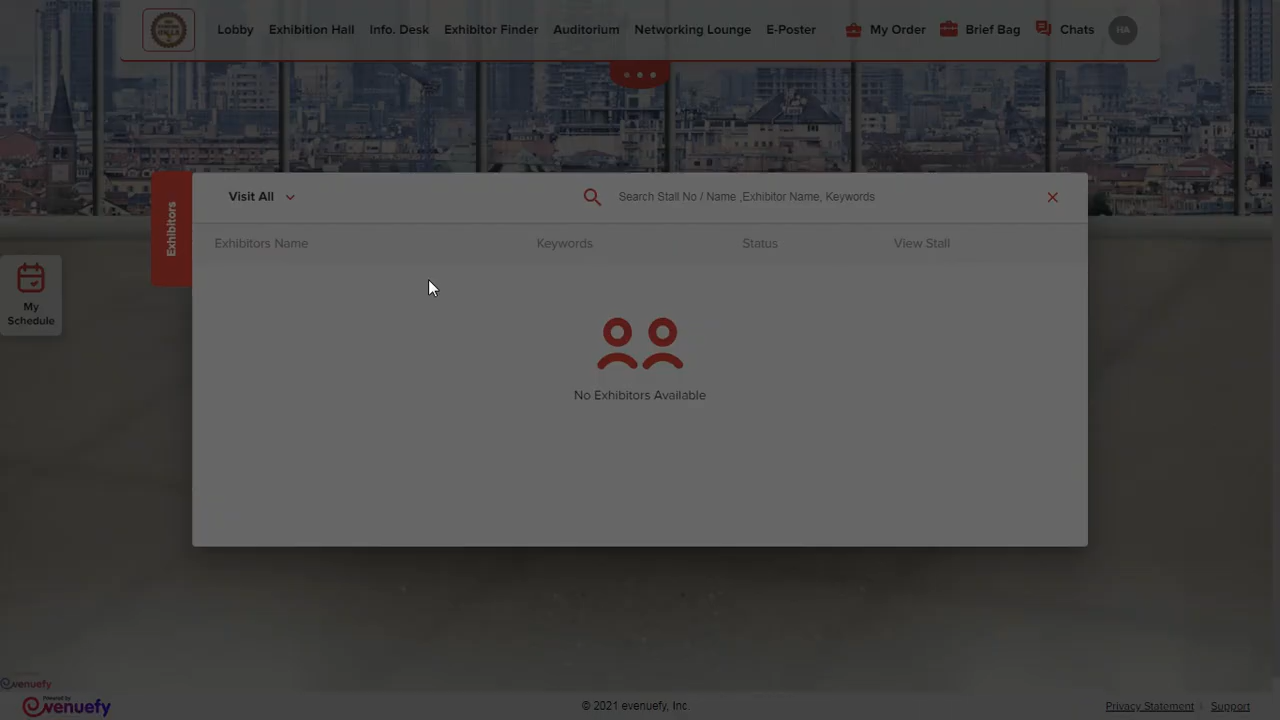 Lobby Exhibition Hall Info. Desk Exhibitor Finder Auditorium Networking Lounge E-Poster My Order Brief Bag Chats HA
Exhibitors
Visit All Search Stall No / Name ,Exhibitor Name, Keywords
Exhibitors Name Keywords Status View Stall
My
Schedule
No Exhibitors Available
evenuefy
Powered by
evenuefy
© 2021 evenuefy, Inc.
Privacy Statement | Support